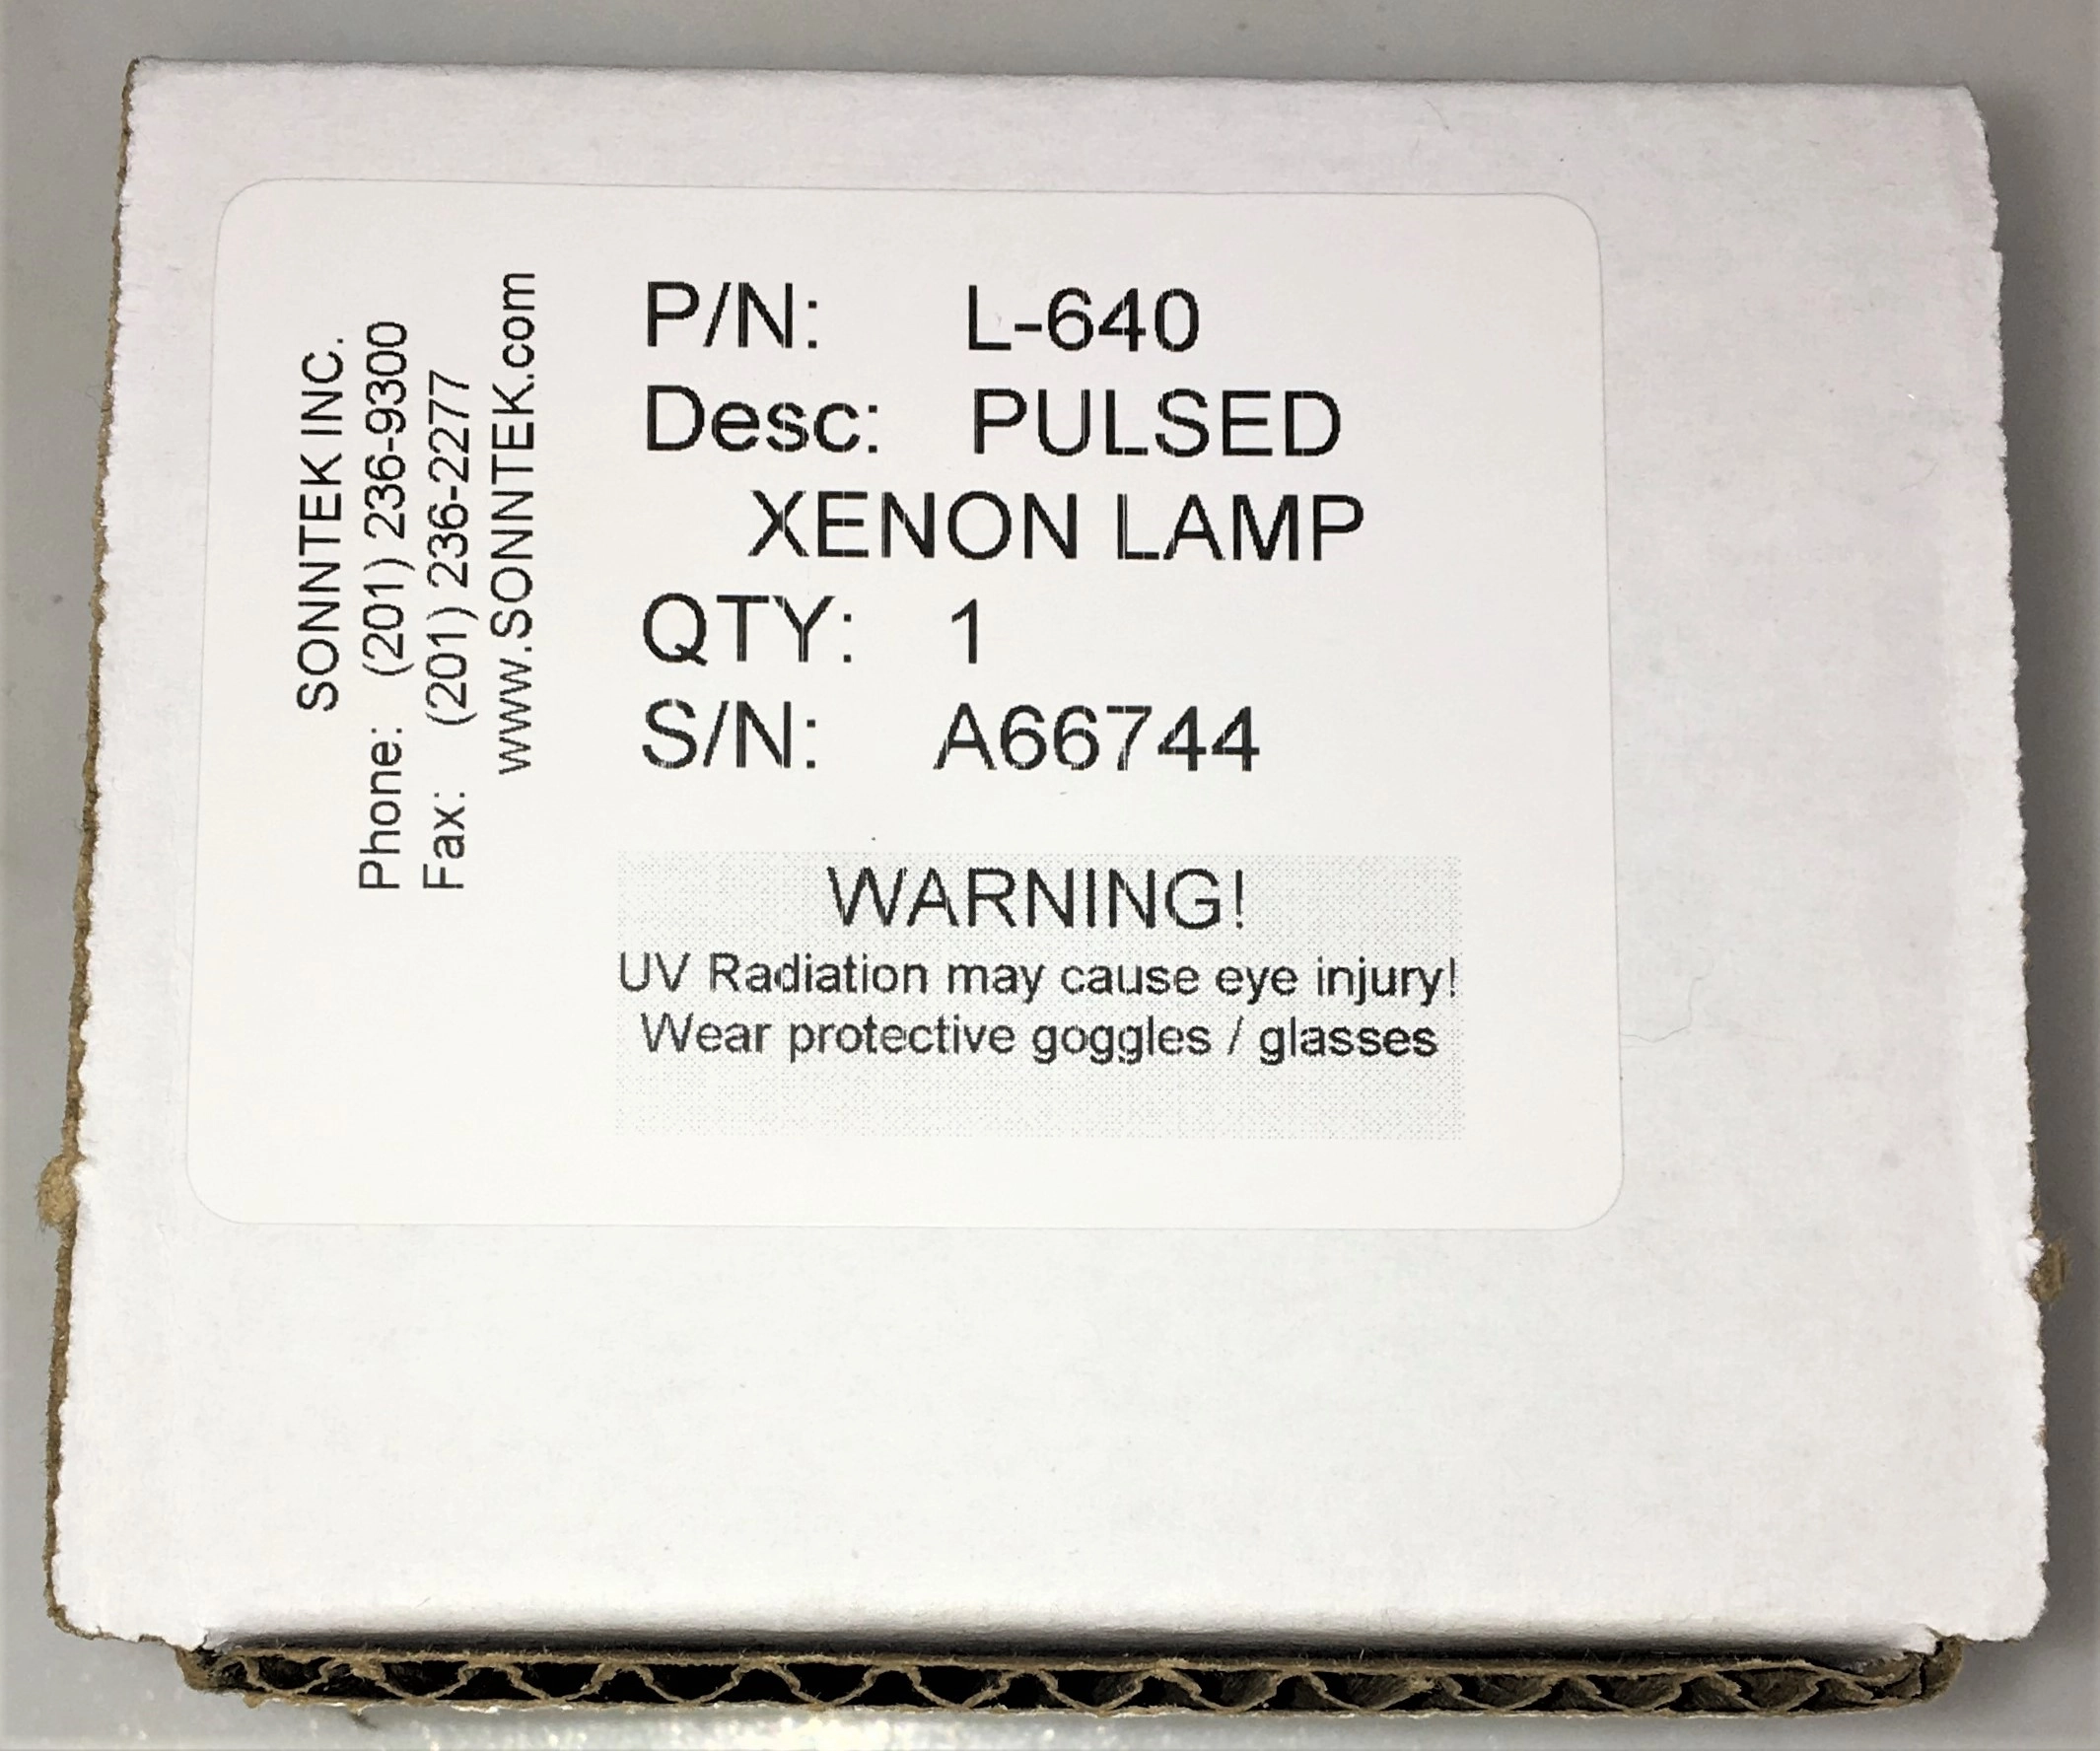 SONNTEK INC.
Phone: (201) 236-9300
Fax: (201) 236-2277
www.SONNTEK.com
P/N: L-640
Desc: PULSED
XENON LAMP
QTY: 1
S/N: A66744
WARNING!
UV Radiation may cause eye injury!
Wear protective goggles / glasses